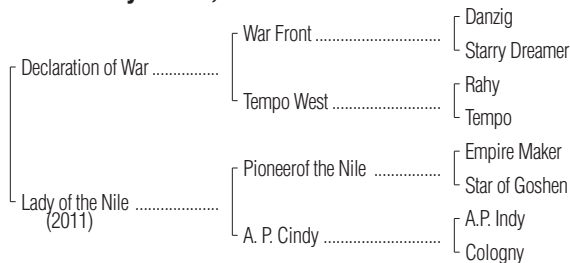 Danzig
War Front ..............................
Starry Dreamer
Declaration of War ................
Rahy
Tempo West ..........................
Tempo
Empire Maker
Pioneerof the Nile ................
Star of Goshen
Lady of the Nile ....................
(2011)
A.P. Indy
A. P. Cindy .............................
Cologny